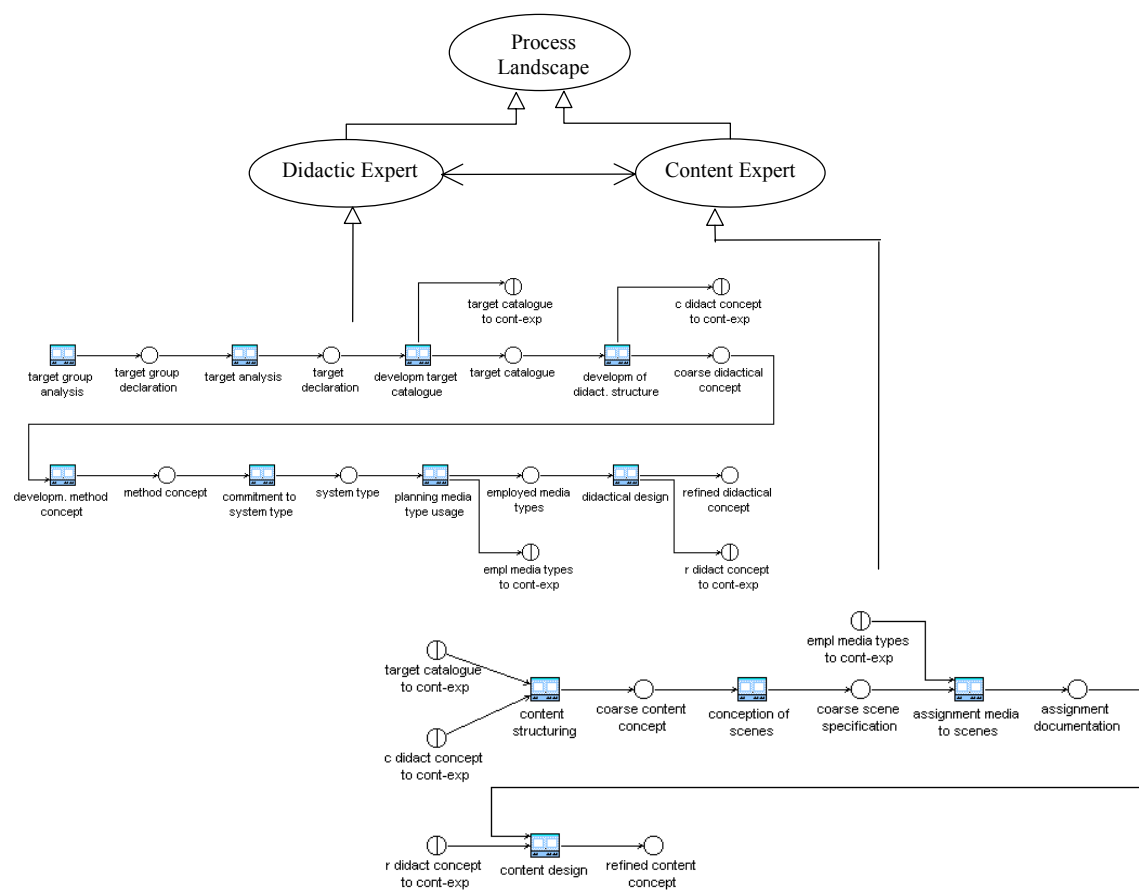 Process
Landscape
Didactic Expert
Content Expert
target catalogue
to cont-exp
c didact concept
to cont-exp
target group
analysis
target group
declaration
target analysis
target
declaration
developm target
catalogue
target catalogue
developm of
didact. structure
coarse didactical
concept
developm. method
concept
method concept
commitment to
system type
system type
planning media
type usage
employed media
types
didactical design
refined didactical
concept
empl media types
to cont-exp
r didact concept
to cont-exp
empl media types
to cont-exp
target catalogue
to cont-exp
content
structuring
coarse content
concept
conception of
scenes
coarse scene
specification
assignment media
to scenes
assignment
documentation
c didact concept
to cont-exp
r didact concept
to cont-exp
content design
refined content
concept